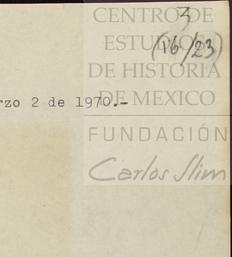 3
CENTRO DE
ESTUDIOS
(16/23)
DE HISTORIA
DE MEXICO
rzo 2 de 1970.-
FUNDACIÓN
Carlos Slim